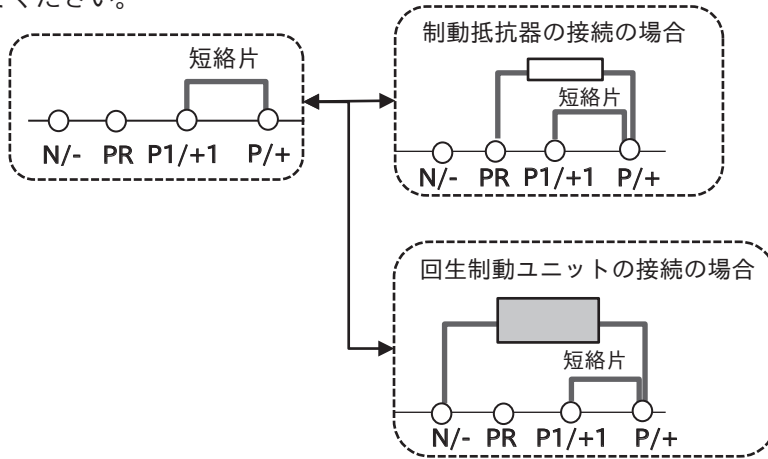 ください。
短絡片
N/- PR P1/+1 P/+
制動抵抗器の接続の場合
短絡片
N/- PR P1/+1 P/+
回生制動ユニットの接続の場合
短絡片
N/- PR P1/+1 P/+